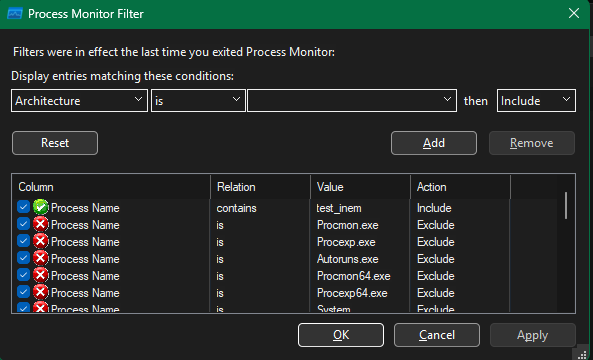 Process Monitor Filter
Filters were in effect the last time you exited Process Monitor:
Display entries matching these conditions:
Architecture is then Include
Reset Add Remove
Column Relation Value Action
Process Name contains test_inem Include
Process Name is Procmon.exe Exclude
Process Name is Procexp.exe Exclude
Process Name is Autoruns.exe Exclude
Process Name is Procmon64.exe Exclude
Process Name is Procexp64.exe Exclude
Process Name is System Exclude
OK Cancel Apply